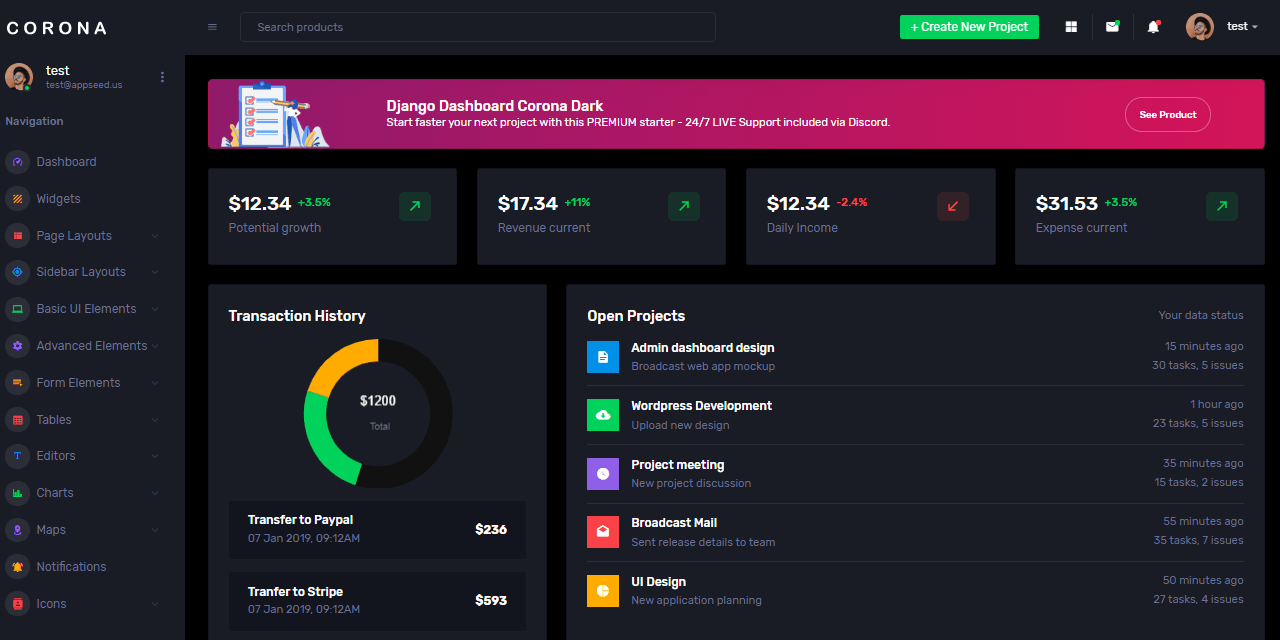 CORONA
Search products
+ Create New Project
test
test
test@appseed.us
Navigation
Dashboard
Widgets
Page Layouts
Sidebar Layouts
Basic UI Elements
Advanced Elements
Form Elements
Tables
Editors
Charts
Maps
Notifications
Icons
Django Dashboard Corona Dark
Start faster your next project with this PREMIUM starter - 24/7 LIVE Support included via Discord.
See Product
$12.34 +3.5%
Potential growth
$17.34 +11%
Revenue current
$12.34 -2.4%
Daily Income
$31.53 +3.5%
Expense current
Transaction History
$1200
Total
Transfer to Paypal
07 Jan 2019, 09:12AM
$236
Tranfer to Stripe
07 Jan 2019, 09:12AM
$593
Open Projects
Your data status
Admin dashboard design
Broadcast web app mockup
15 minutes ago
30 tasks, 5 issues
Wordpress Development
Upload new design
1 hour ago
23 tasks, 5 issues
Project meeting
New project discussion
35 minutes ago
15 tasks, 2 issues
Broadcast Mail
Sent release details to team
55 minutes ago
35 tasks, 7 issues
UI Design
New application planning
50 minutes ago
27 tasks, 4 issues